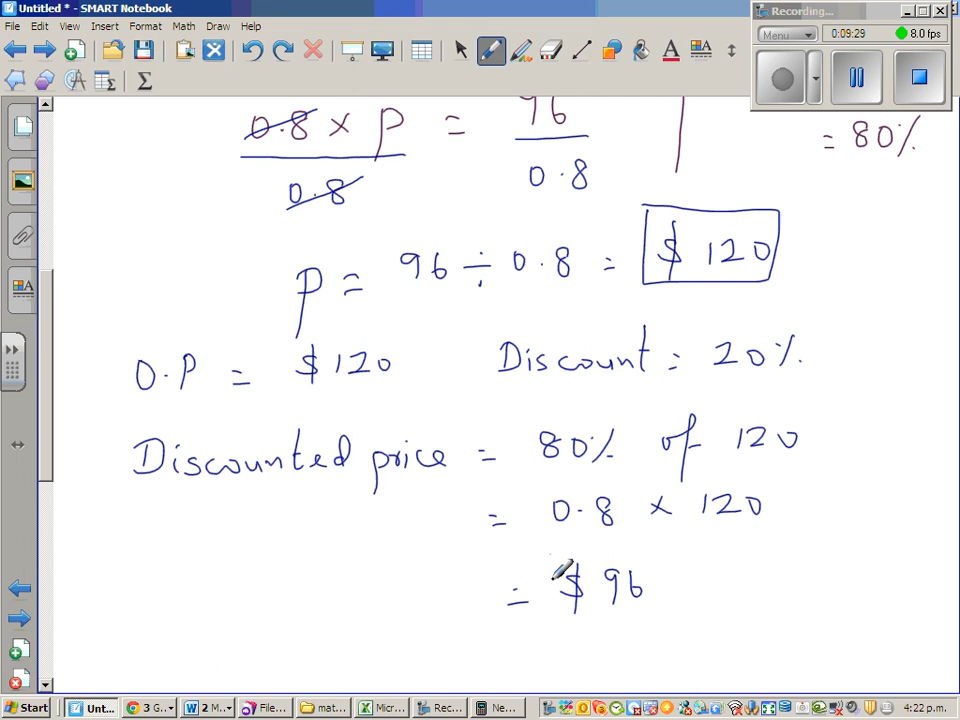 Untitled * - SMART Notebook
Recording...
File Edit View Insert Format Math Draw Help
Menu 0:09:29 8.0 fps
0.8 × P = 96
0.8 0.8
= 80%
P = 96 ÷ 0.8 = $ 120
O.P = $ 120 Discount = 20%.
Discounted price = 80% of 120
= 0.8 × 120
= $ 96
Start Unt... 3 G... 2 M... File... mat... Micr... Rec... Ne... 4:22 p.m.